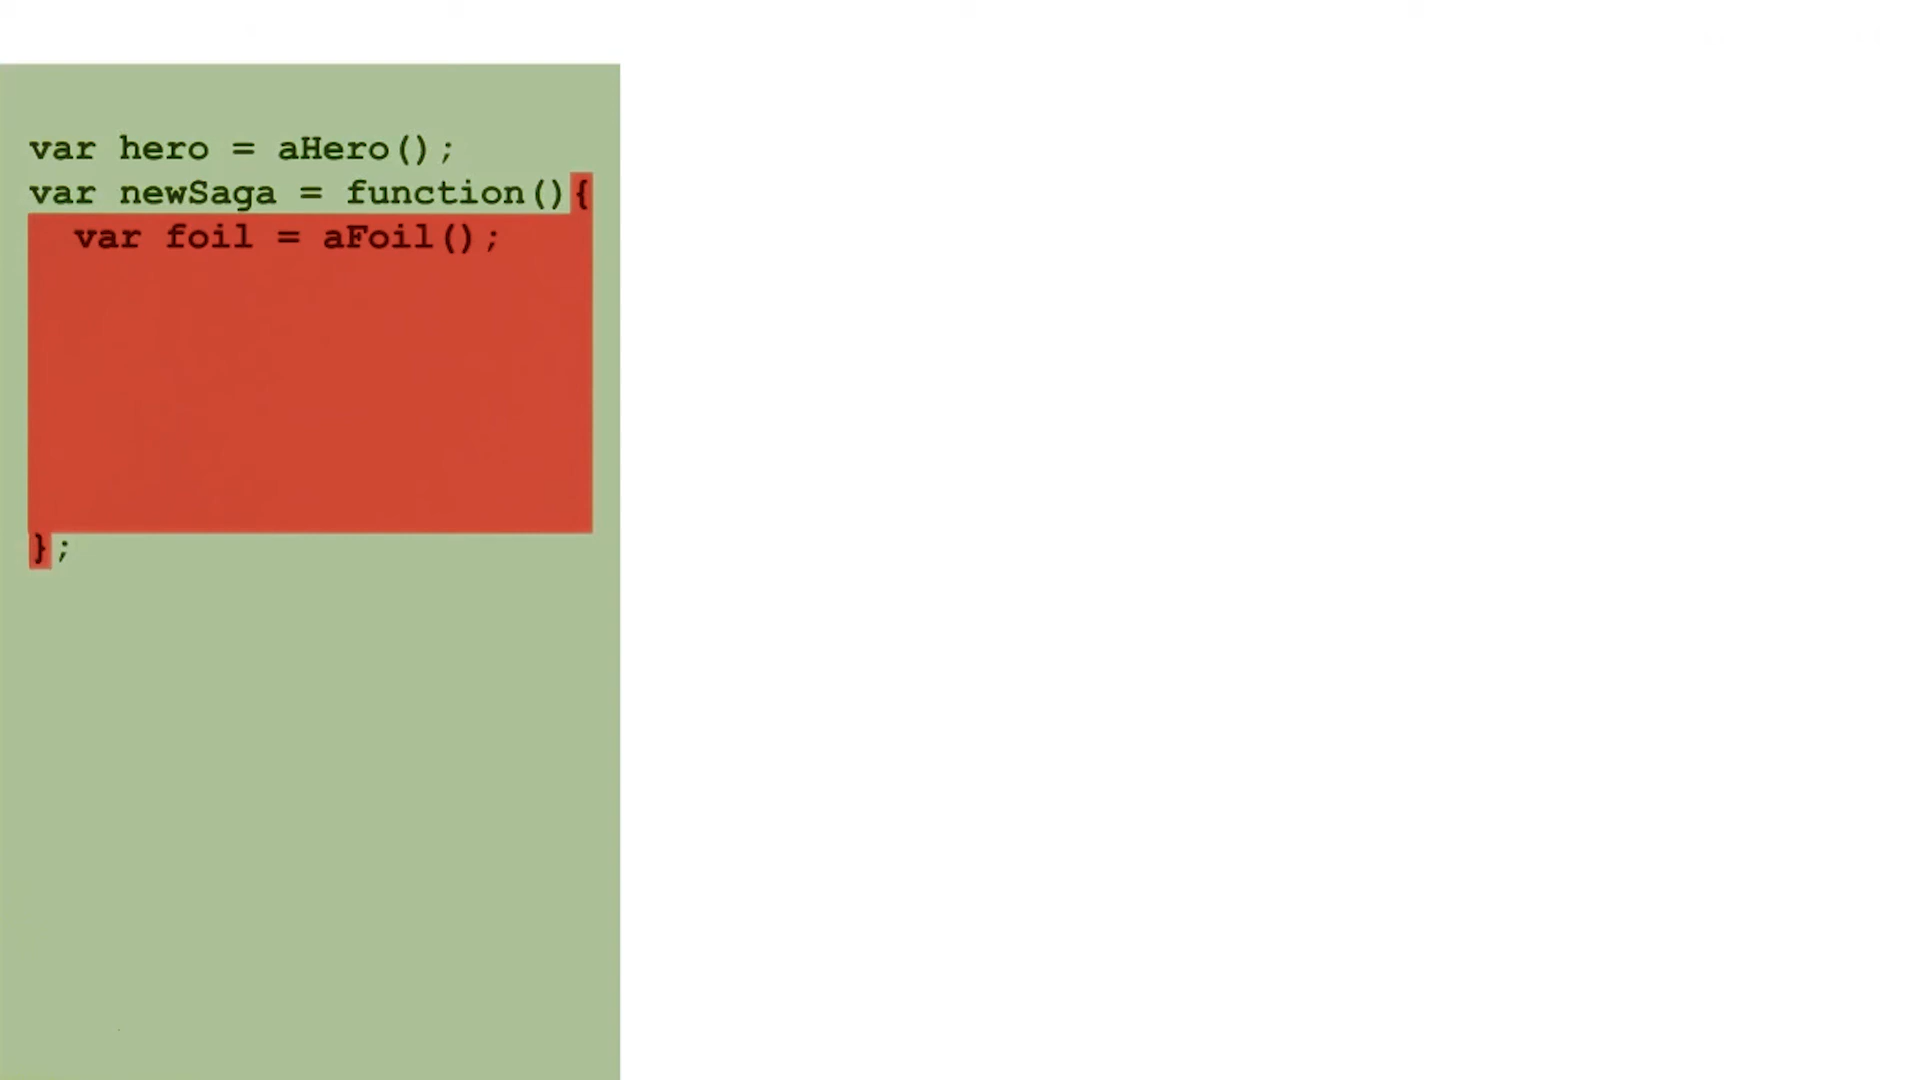 var hero = aHero();
var newSaga = function(){
  var foil = aFoil();
};